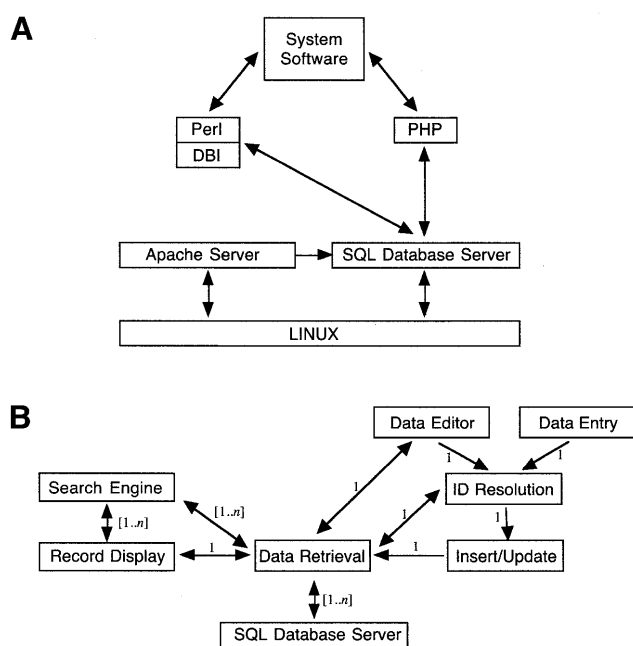 A
System
Software
Perl
PHP
DBI
Apache Server
SQL Database Server
LINUX
B
Data Editor
Data Entry
1
1
Search Engine
[1..n]
1
1
ID Resolution
[1..n]
1
Record Display
1
Data Retrieval
1
Insert/Update
[1..n]
SQL Database Server